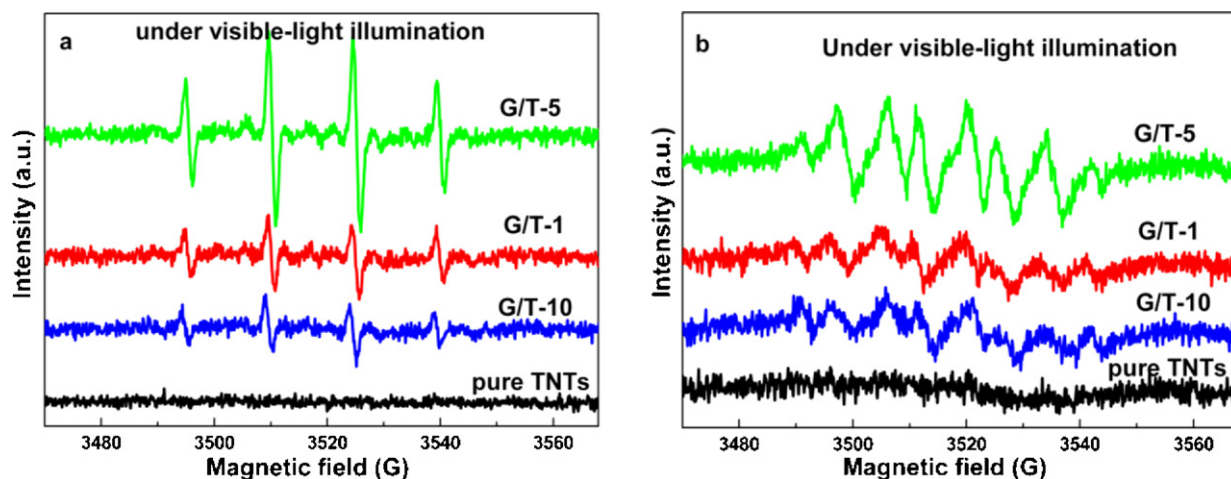 a
under visible-light illumination
G/T-5
G/T-1
G/T-10
pure TNTs
Intensity (a.u.)
3480 3500 3520 3540 3560
Magnetic field (G)
b
Under visible-light illumination
G/T-5
G/T-1
G/T-10
pure TNTs
Intensity (a.u.)
3480 3500 3520 3540 3560
Magnetic field (G)